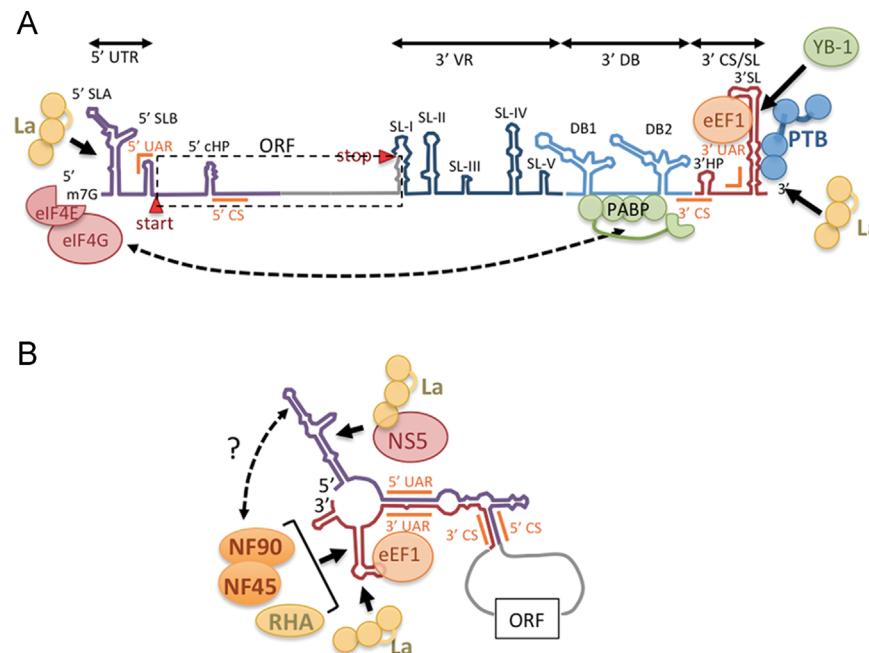 A
5' UTR
3' VR
3' DB
3' CS/SL
YB-1
5' SLA
5' SLB
La
5' UAR
5' cHP
ORF
stop
SL-I
SL-II
SL-III
SL-IV
SL-V
DB1
DB2
3'SL
eEF1
PTB
3' UAR
3'HP
5'
m7G
3'
eIF4E
eIF4G
start
5' CS
PABP
3' CS
La
B
La
NS5
?
5'
3'
5' UAR
3' UAR
3' CS
5' CS
NF90
NF45
RHA
eEF1
La
ORF